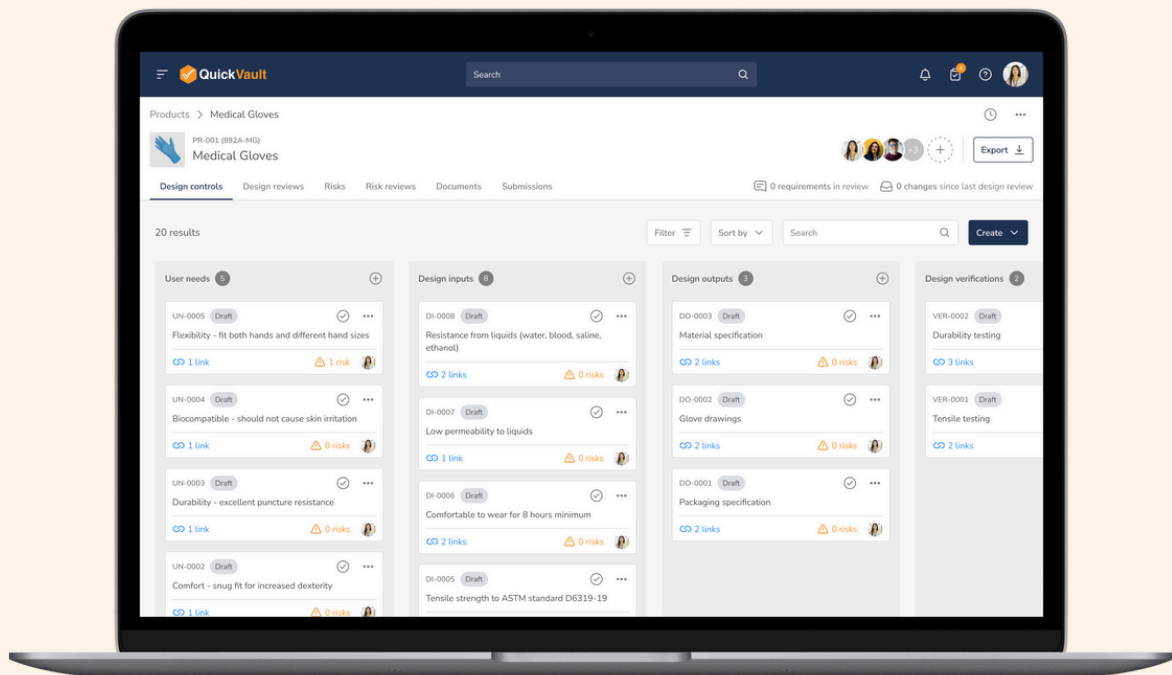 QuickVault
Search
4
Products > Medical Gloves
PR-001 (892A-MG)
Medical Gloves
+3
Export
Design controls
Design reviews
Risks
Risk reviews
Documents
Submissions
0 requirements in review
0 changes since last design review
20 results
Filter
Sort by
Search
Create
User needs 5
UN-0005 Draft
Flexibility - fit both hands and different hand sizes
1 link
1 risk
UN-0004 Draft
Biocompatible - should not cause skin irritation
1 link
0 risks
UN-0003 Draft
Durability - excellent puncture resistance
1 link
0 risks
UN-0002 Draft
Comfort - snug fit for increased dexterity
1 link
0 risks
Design inputs 8
DI-0008 Draft
Resistance from liquids (water, blood, saline,
ethanol)
2 links
0 risks
DI-0007 Draft
Low permeability to liquids
1 link
0 risks
DI-0006 Draft
Comfortable to wear for 8 hours minimum
2 links
0 risks
DI-0005 Draft
Tensile strength to ASTM standard D6319-19
Design outputs 3
DO-0003 Draft
Material specification
2 links
0 risks
DO-0002 Draft
Glove drawings
2 links
0 risks
DO-0001 Draft
Packaging specification
2 links
0 risks
Design verifications 2
VER-0002 Draft
Durability testing
3 links
VER-0001 Draft
Tensile testing
2 links